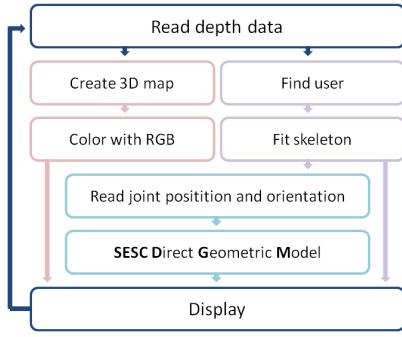 Read depth data
Create 3D map
Find user
Color with RGB
Fit skeleton
Read joint positition and orientation
SESC Direct Geometric Model
Display